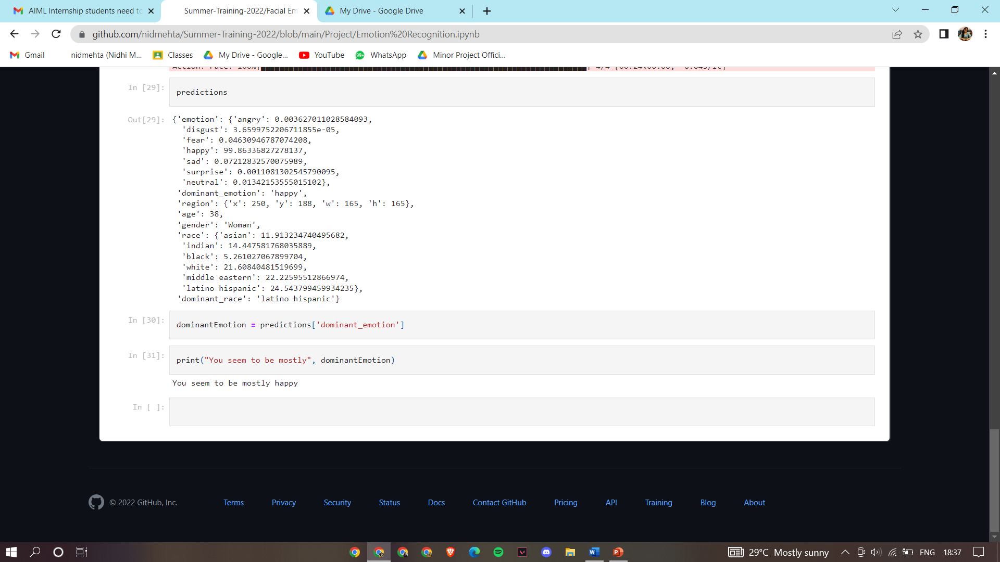 AIML Internship students need to
Summer-Training-2022/Facial Em
My Drive - Google Drive
github.com/nidmehta/Summer-Training-2022/blob/main/Project/Emotion%20Recognition.ipynb
Gmail
nidmehta (Nidhi M...
Classes
My Drive - Google...
YouTube
99+
WhatsApp
Minor Project Offici...
In [29]:
predictions
Out[29]:
{'emotion': {'angry': 0.003627011028584093,
'disgust': 3.6599752206711855e-05,
'fear': 0.04630946787074208,
'happy': 99.86336827278137,
'sad': 0.07212832570075989,
'surprise': 0.0011081302545790095,
'neutral': 0.01342153555015102},
'dominant_emotion': 'happy',
'region': {'x': 250, 'y': 188, 'w': 165, 'h': 165},
'age': 38,
'gender': 'Woman',
'race': {'asian': 11.913234740495682,
'indian': 14.447581768035889,
'black': 5.261027067899704,
'white': 21.60840481519699,
'middle eastern': 22.22595512866974,
'latino hispanic': 24.543799459934235},
'dominant_race': 'latino hispanic'}
In [30]:
dominantEmotion = predictions['dominant_emotion']
In [31]:
print("You seem to be mostly", dominantEmotion)
You seem to be mostly happy
In [ ]:
© 2022 GitHub, Inc.
Terms
Privacy
Security
Status
Docs
Contact GitHub
Pricing
API
Training
Blog
About
29°C Mostly sunny
ENG
18:37